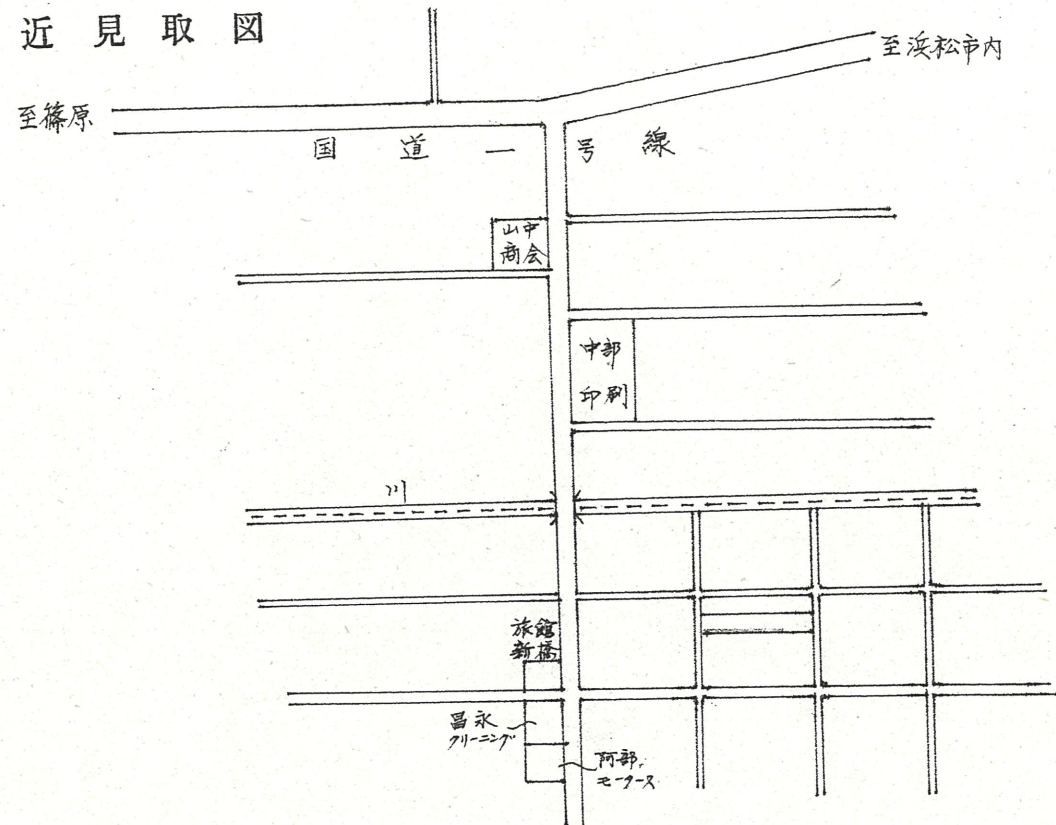 近見取図
至浜松市内
至篠原
国道一号線
山中
商会
中部
印刷
川
旅館
新橋
昌永
クリーニング
阿部
モータース